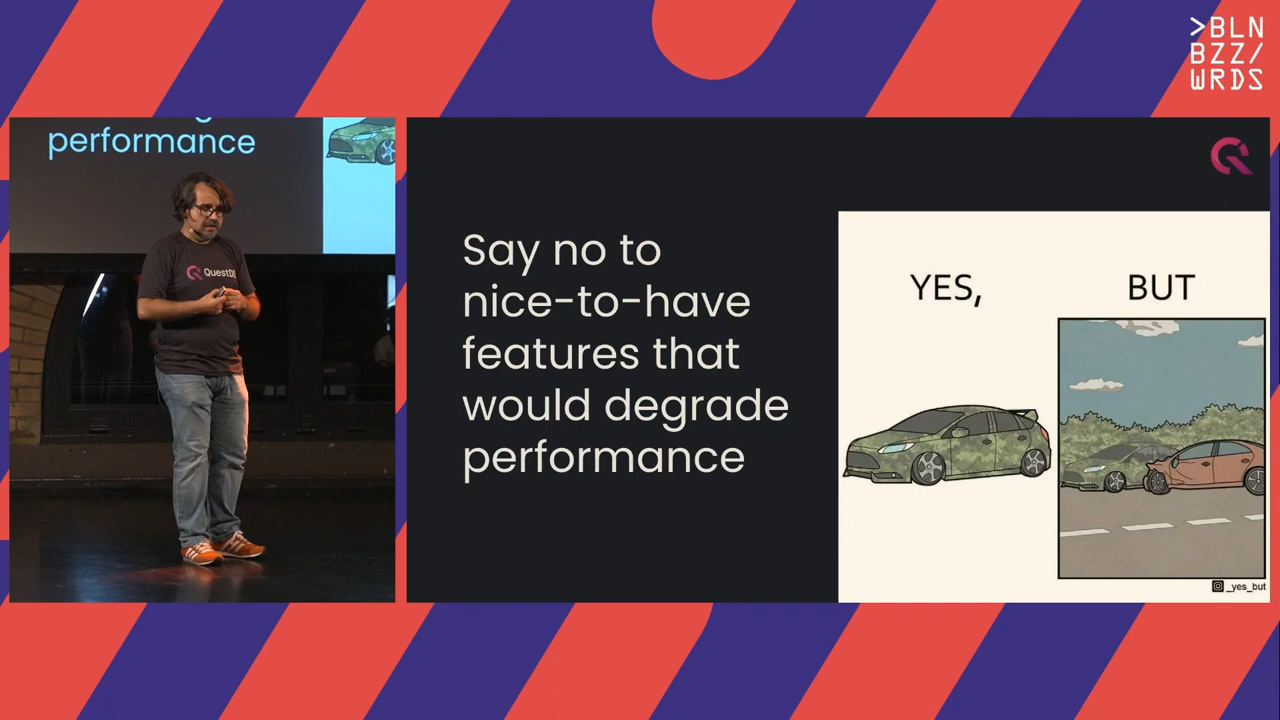 >BLN
BZZ/
WRDS
performance
QuestDB
Say no to
nice-to-have
features that
would degrade
performance
YES,
BUT
_yes_but